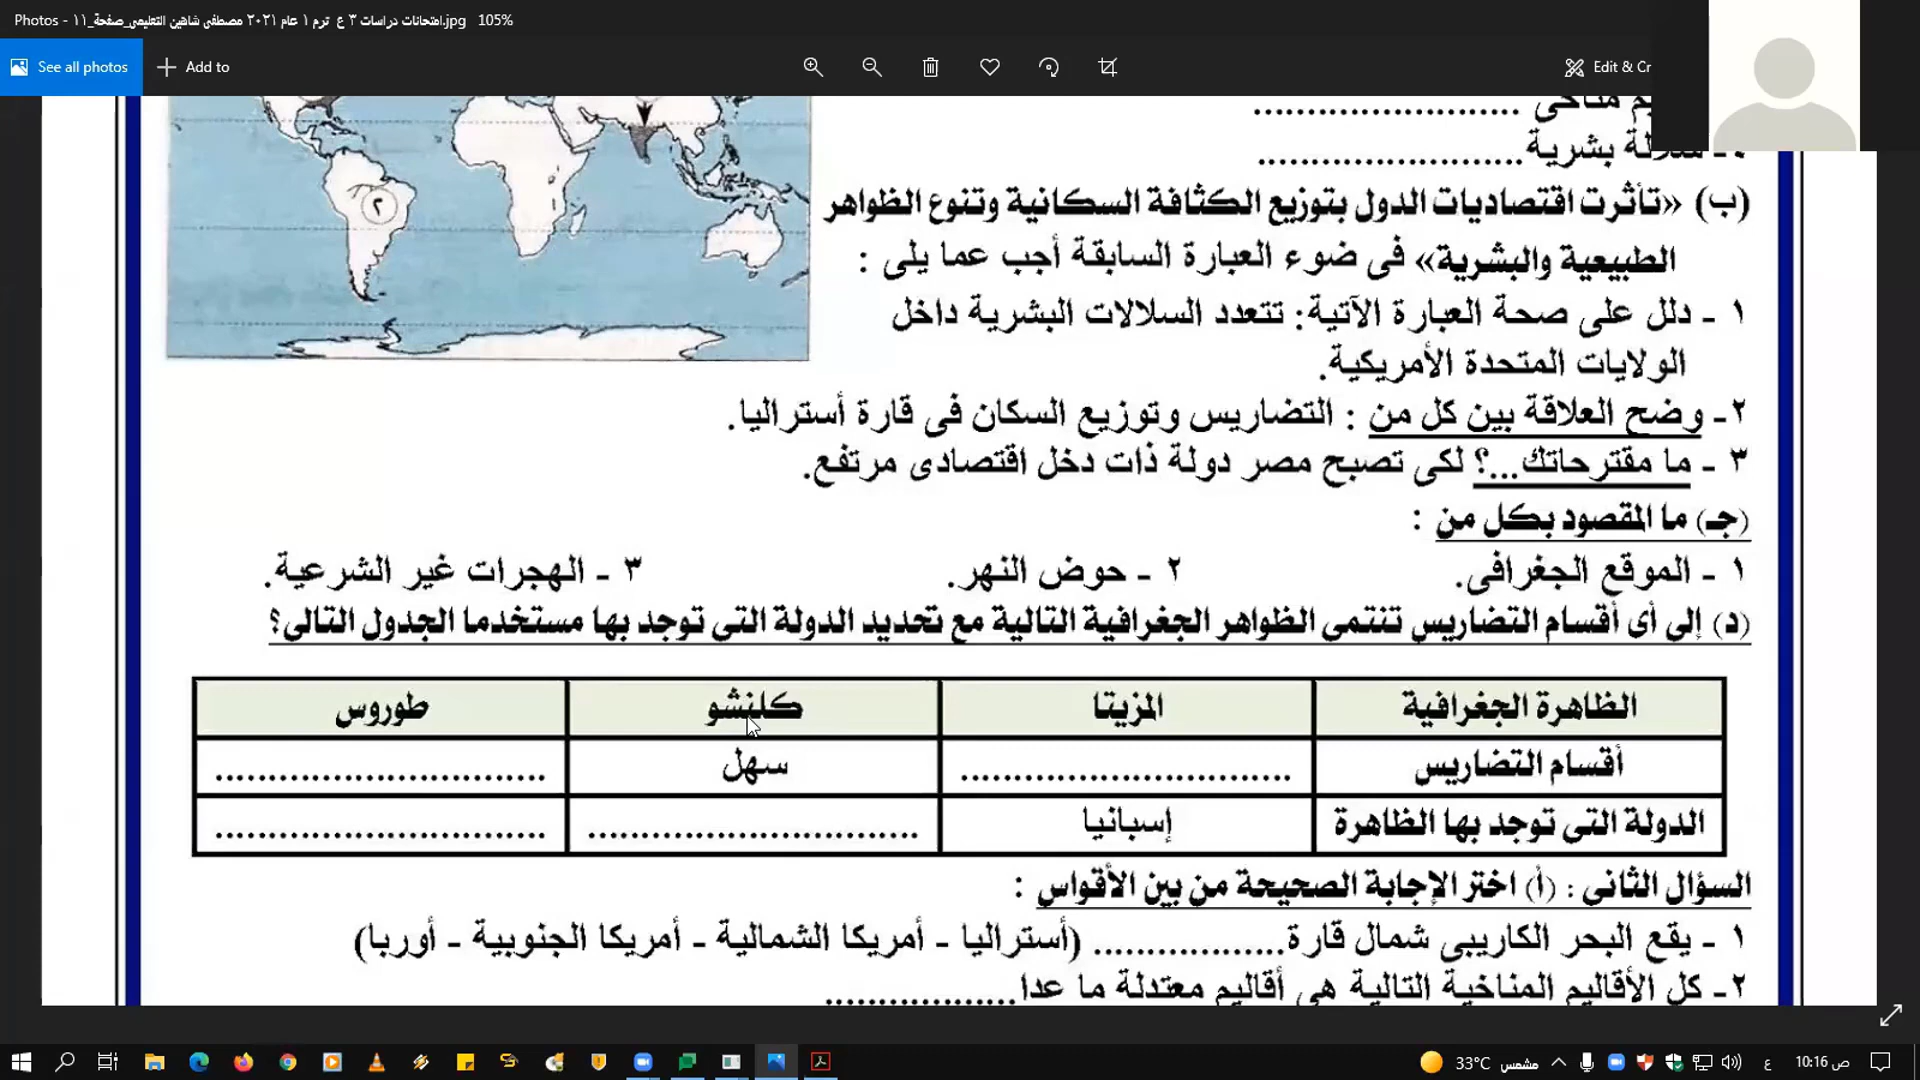 Photos - امتحانات دراسات ٣ ع ترم ١ عام ٢٠٢١ مصطفى شاهين التعليمى_صفحة_١١.jpg 105%
See all photos
Add to
Edit & Cr
مناخى ........................
بشرية ........................
٢
(ب) «تأثرت اقتصاديات الدول بتوزيع الكثافة السكانية وتنوع الظواهر
الطبيعية والبشرية» فى ضوء العبارة السابقة أجب عما يلى :
١ - دلل على صحة العبارة الآتية: تتعدد السلالات البشرية داخل
الولايات المتحدة الأمريكية.
٢- وضح العلاقة بين كل من : التضاريس وتوزيع السكان فى قارة أستراليا.
٣ - ما مقترحاتك...؟ لكى تصبح مصر دولة ذات دخل اقتصادى مرتفع.
(جـ) ما المقصود بكل من :
١ - الموقع الجغرافى. ٢ - حوض النهر. ٣ - الهجرات غير الشرعية.
(د) إلى أى أقسام التضاريس تنتمى الظواهر الجغرافية التالية مع تحديد الدولة التى توجد بها مستخدما الجدول التالى؟
الظاهرة الجغرافية المزيتا كلنشو طوروس
أقسام التضاريس .............................. سهل ..............................
الدولة التى توجد بها الظاهرة إسبانيا .............................. ..............................
السؤال الثانى : (أ) اختر الإجابة الصحيحة من بين الأقواس :
١ - يقع البحر الكاريبى شمال قارة.................. (أستراليا - أمريكا الشمالية - أمريكا الجنوبية - أوربا)
٢- كل الأقاليم المناخية التالية هى أقاليم معتدلة ما عدا..................
33°C مشمس ع 10:16 ص